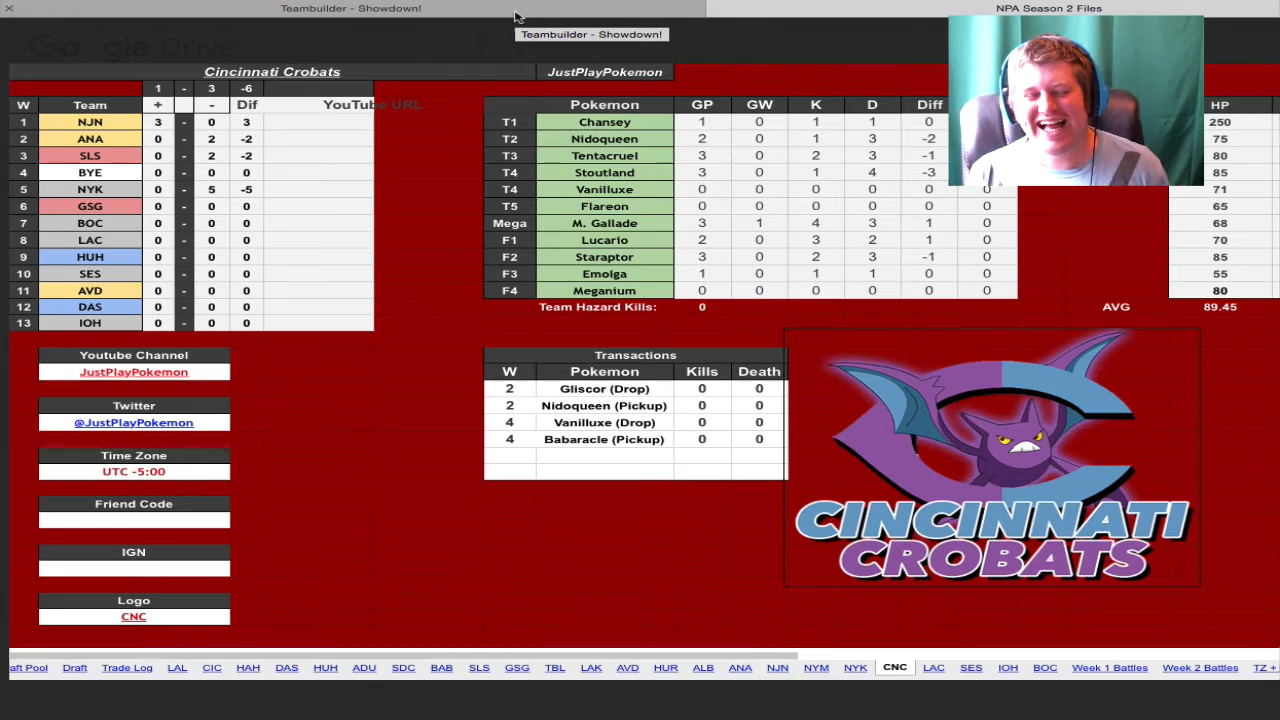 Teambuilder - Showdown!
NPA Season 2 Files
Teambuilder - Showdown!
Google Drive
Cincinnati Crobats
JustPlayPokemon
1 - 3 -6
W Team + - Dif YouTube URL
1 NJN 3 - 0 3
2 ANA 0 - 2 -2
3 SLS 0 - 2 -2
4 BYE 0 - 0 0
5 NYK 0 - 5 -5
6 GSG 0 - 0 0
7 BOC 0 - 0 0
8 LAC 0 - 0 0
9 HUH 0 - 0 0
10 SES 0 - 0 0
11 AVD 0 - 0 0
12 DAS 0 - 0 0
13 IOH 0 - 0 0
Pokemon GP GW K D Diff HP
T1 Chansey 1 0 1 1 0 250
T2 Nidoqueen 2 0 1 3 -2 75
T3 Tentacruel 3 0 2 3 -1 80
T4 Stoutland 3 0 1 4 -3 85
T4 Vanilluxe 0 0 0 0 0 0 71
T5 Flareon 0 0 0 0 0 0 65
Mega M. Gallade 3 1 4 3 1 0 68
F1 Lucario 2 0 3 2 1 0 70
F2 Staraptor 3 0 2 3 -1 0 85
F3 Emolga 1 0 1 1 0 0 55
F4 Meganium 0 0 0 0 0 0 80
Team Hazard Kills: 0 AVG 89.45
Youtube Channel
JustPlayPokemon
Twitter
@JustPlayPokemon
Time Zone
UTC -5:00
Friend Code
IGN
Logo
CNC
Transactions
W Pokemon Kills Death
2 Gliscor (Drop) 0 0
2 Nidoqueen (Pickup) 0 0
4 Vanilluxe (Drop) 0 0
4 Babaracle (Pickup) 0 0
CINCINNATI
CROBATS
aft Pool Draft Trade Log LAL CIC HAH DAS HUH ADU SDC BAB SLS GSG TBL LAK AVD HUR ALB ANA NJN NYM NYK CNC LAC SES IOH BOC Week 1 Battles Week 2 Battles TZ +